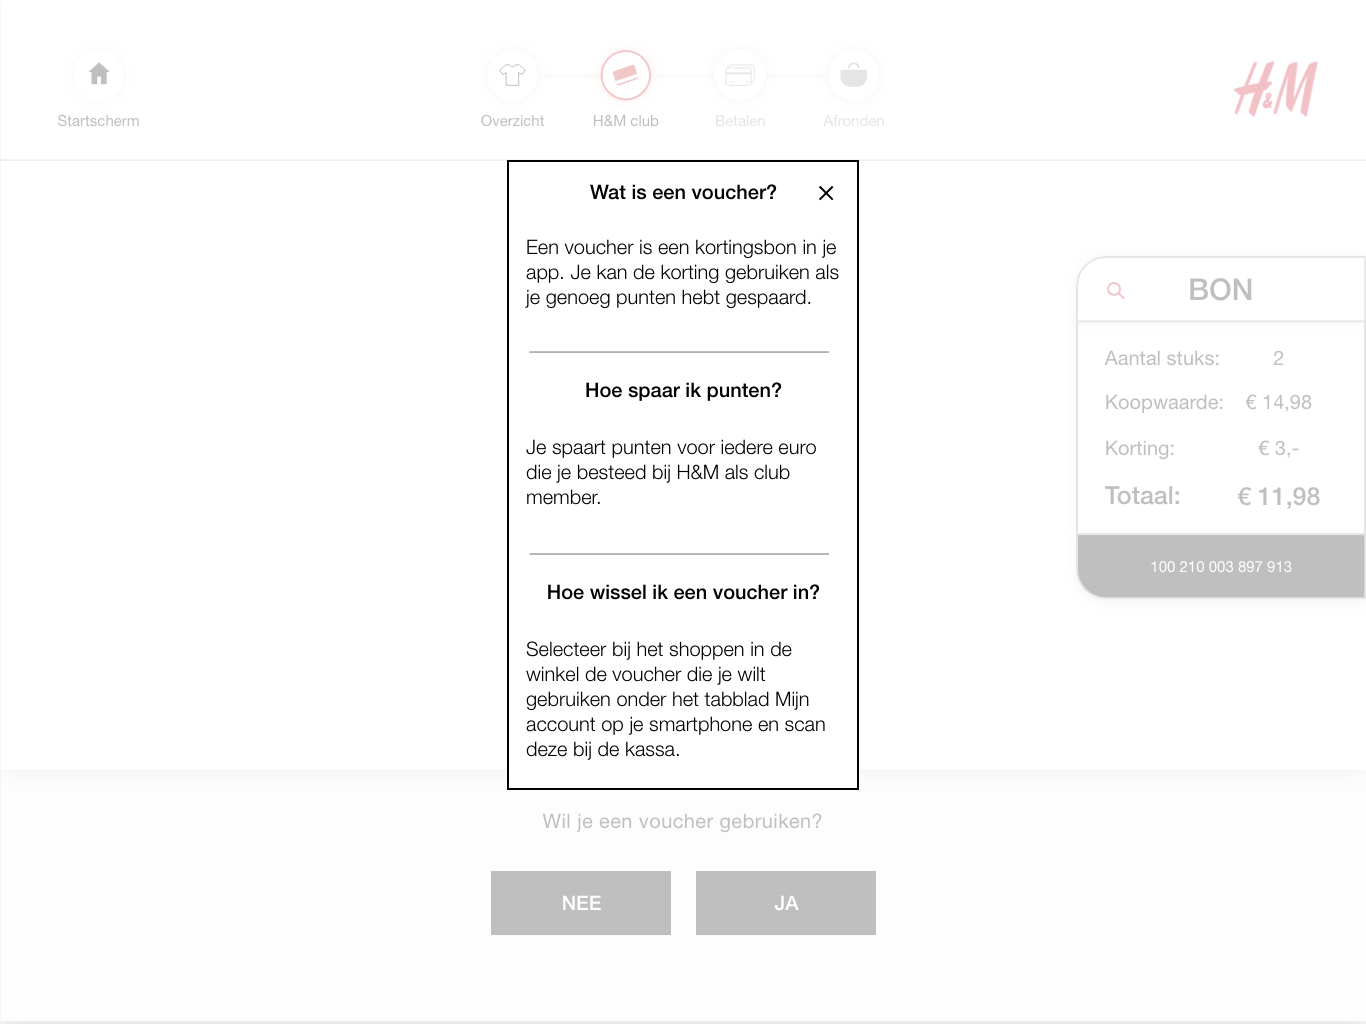 Startscherm
Overzicht
H&M club
Betalen
Afronden
H&M
Wat is een voucher?
Een voucher is een kortingsbon in je
app. Je kan de korting gebruiken als
je genoeg punten hebt gespaard.
Hoe spaar ik punten?
Je spaart punten voor iedere euro
die je besteed bij H&M als club
member.
Hoe wissel ik een voucher in?
Selecteer bij het shoppen in de
winkel de voucher die je wilt
gebruiken onder het tabblad Mijn
account op je smartphone en scan
deze bij de kassa.
BON
Aantal stuks: 2
Koopwaarde: € 14,98
Korting: € 3,-
Totaal: € 11,98
100 210 003 897 913
Wil je een voucher gebruiken?
NEE
JA